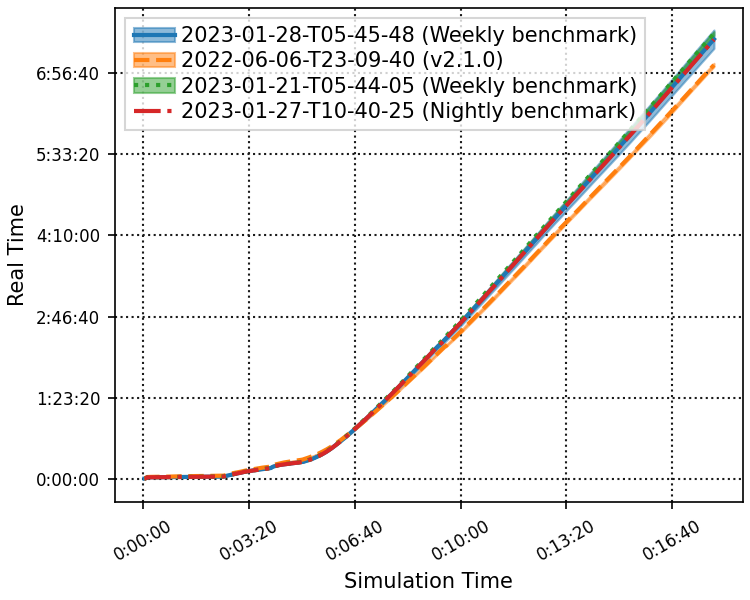 2023-01-28-T05-45-48 (Weekly benchmark)
2022-06-06-T23-09-40 (v2.1.0)
2023-01-21-T05-44-05 (Weekly benchmark)
2023-01-27-T10-40-25 (Nightly benchmark)
6:56:40
5:33:20
4:10:00
2:46:40
1:23:20
0:00:00
Real Time
0:00:00
0:03:20
0:06:40
0:10:00
0:13:20
0:16:40
Simulation Time